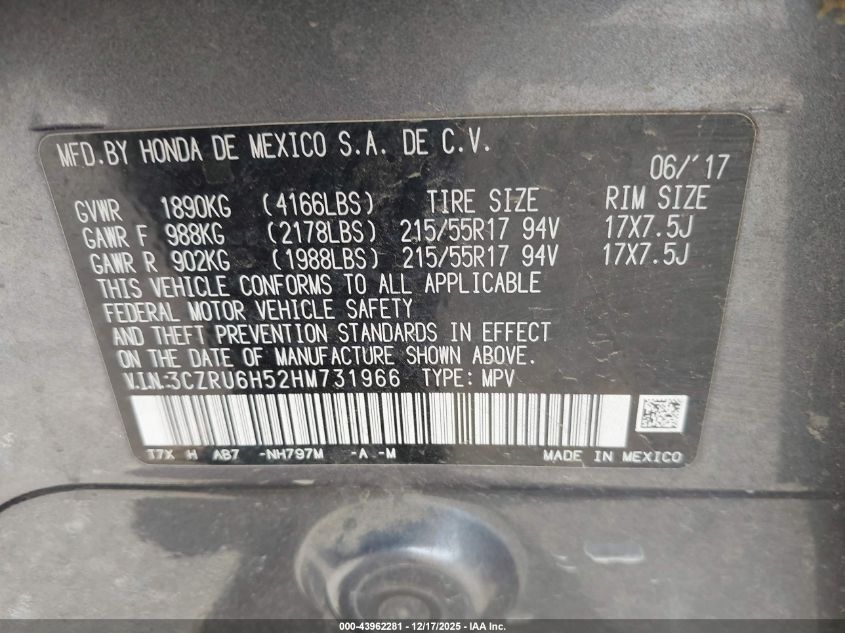 MFD.BY HONDA DE MEXICO S.A. DE C.V.
06/'17
GVWR 1890KG (4166LBS) TIRE SIZE RIM SIZE
GAWR F 988KG (2178LBS) 215/55R17 94V 17X7.5J
GAWR R 902KG (1988LBS) 215/55R17 94V 17X7.5J
THIS VEHICLE CONFORMS TO ALL APPLICABLE
FEDERAL MOTOR VEHICLE SAFETY
AND THEFT PREVENTION STANDARDS IN EFFECT
ON THE DATE OF MANUFACTURE SHOWN ABOVE.
V.I.N:3CZRU6H52HM731966 TYPE: MPV
T7X H AB7 -NH797M -A -M MADE IN MEXICO
000-43962281 - 12/17/2025 - IAA Inc.